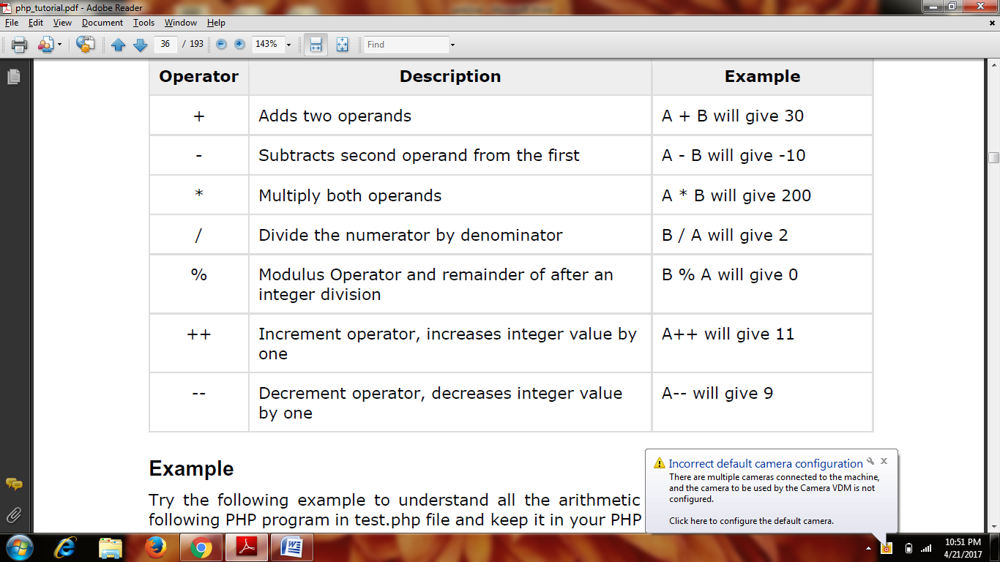 php_tutorial.pdf - Adobe Reader
File Edit View Document Tools Window Help
36 / 193 143% Find
Operator Description Example
+ Adds two operands A + B will give 30
- Subtracts second operand from the first A - B will give -10
* Multiply both operands A * B will give 200
/ Divide the numerator by denominator B / A will give 2
% Modulus Operator and remainder of after an B % A will give 0
integer division
++ Increment operator, increases integer value by A++ will give 11
one
-- Decrement operator, decreases integer value A-- will give 9
by one
Example
Try the following example to understand all the arithmetic
following PHP program in test.php file and keep it in your PHP
Incorrect default camera configuration
There are multiple cameras connected to the machine,
and the camera to be used by the Camera VDM is not
configured.
Click here to configure the default camera.
10:51 PM
4/21/2017